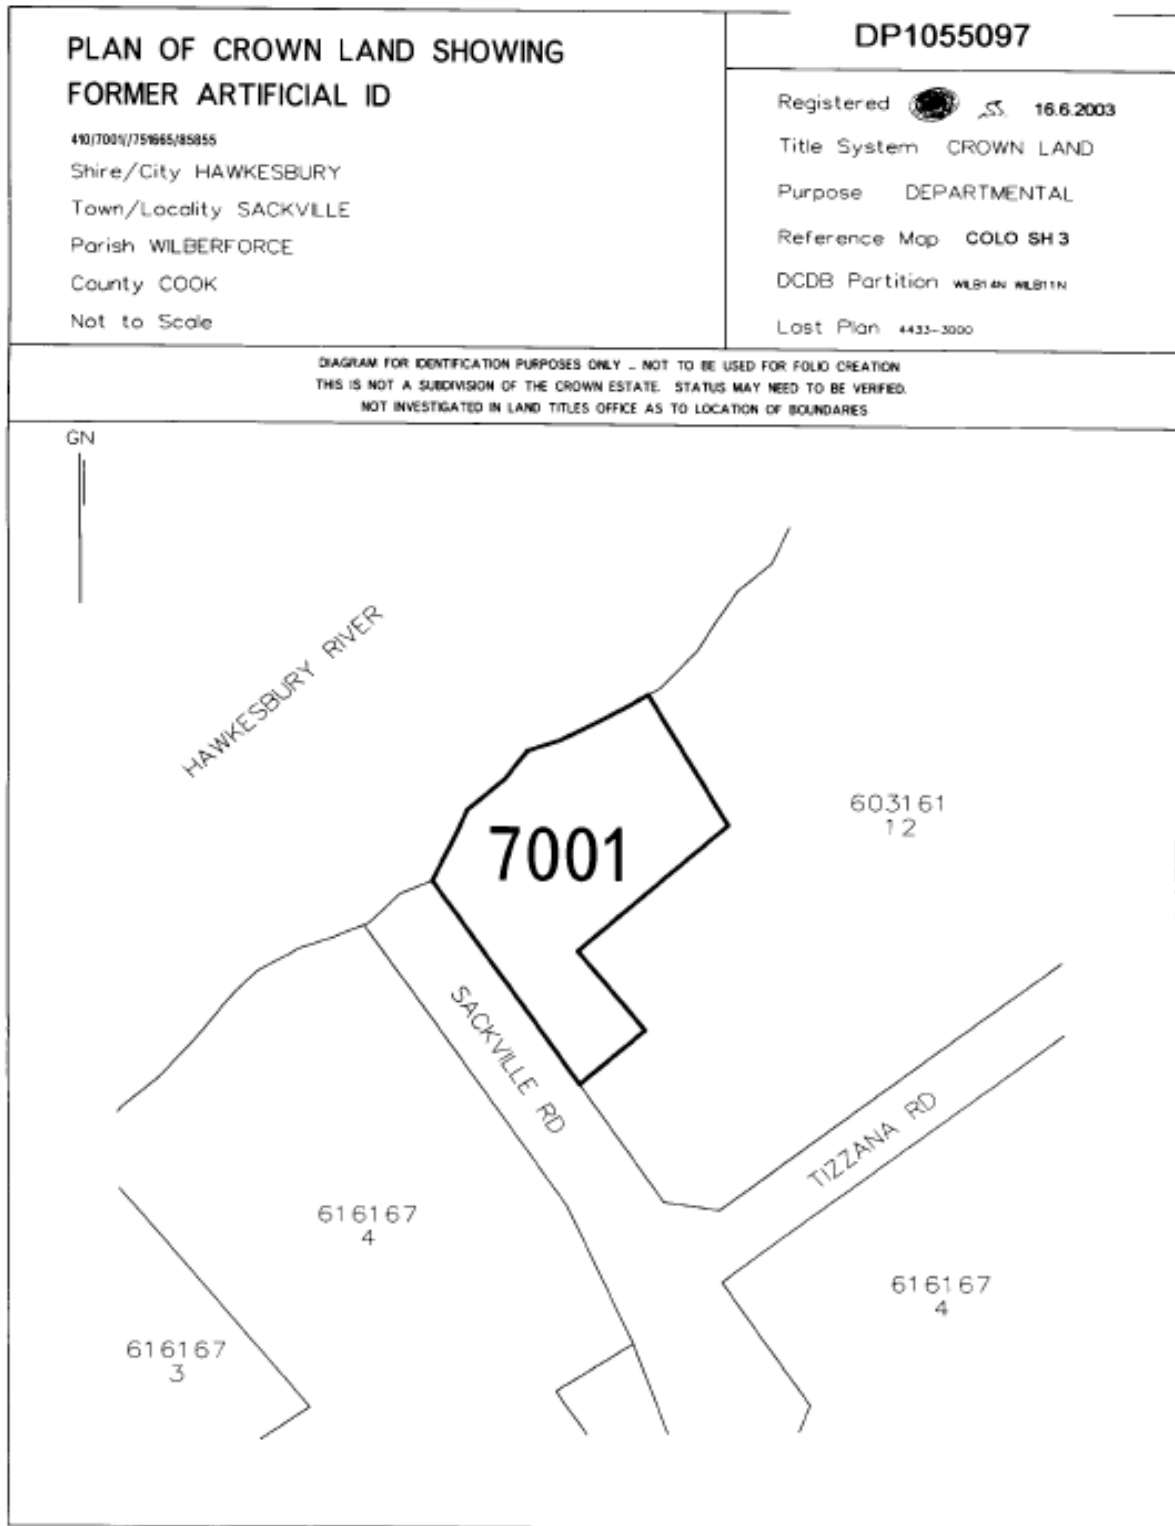 PLAN OF CROWN LAND SHOWING
FORMER ARTIFICIAL ID
410/7001//751665/85855
Shire/City HAWKESBURY
Town/Locality SACKVILLE
Parish WILBERFORCE
County COOK
Not to Scale
DP1055097
Registered 16.6.2003
Title System CROWN LAND
Purpose DEPARTMENTAL
Reference Map COLO SH 3
DCDB Partition WILB14N WILB11N
Last Plan 4433-3000
DIAGRAM FOR IDENTIFICATION PURPOSES ONLY - NOT TO BE USED FOR FOLIO CREATION
THIS IS NOT A SUBDIVISION OF THE CROWN ESTATE. STATUS MAY NEED TO BE VERIFIED.
NOT INVESTIGATED IN LAND TITLES OFFICE AS TO LOCATION OF BOUNDARIES
GN
HAWKESBURY RIVER
603161
12
7001
SACKVILLE RD
TIZZANA RD
616167
4
616167
4
616167
3